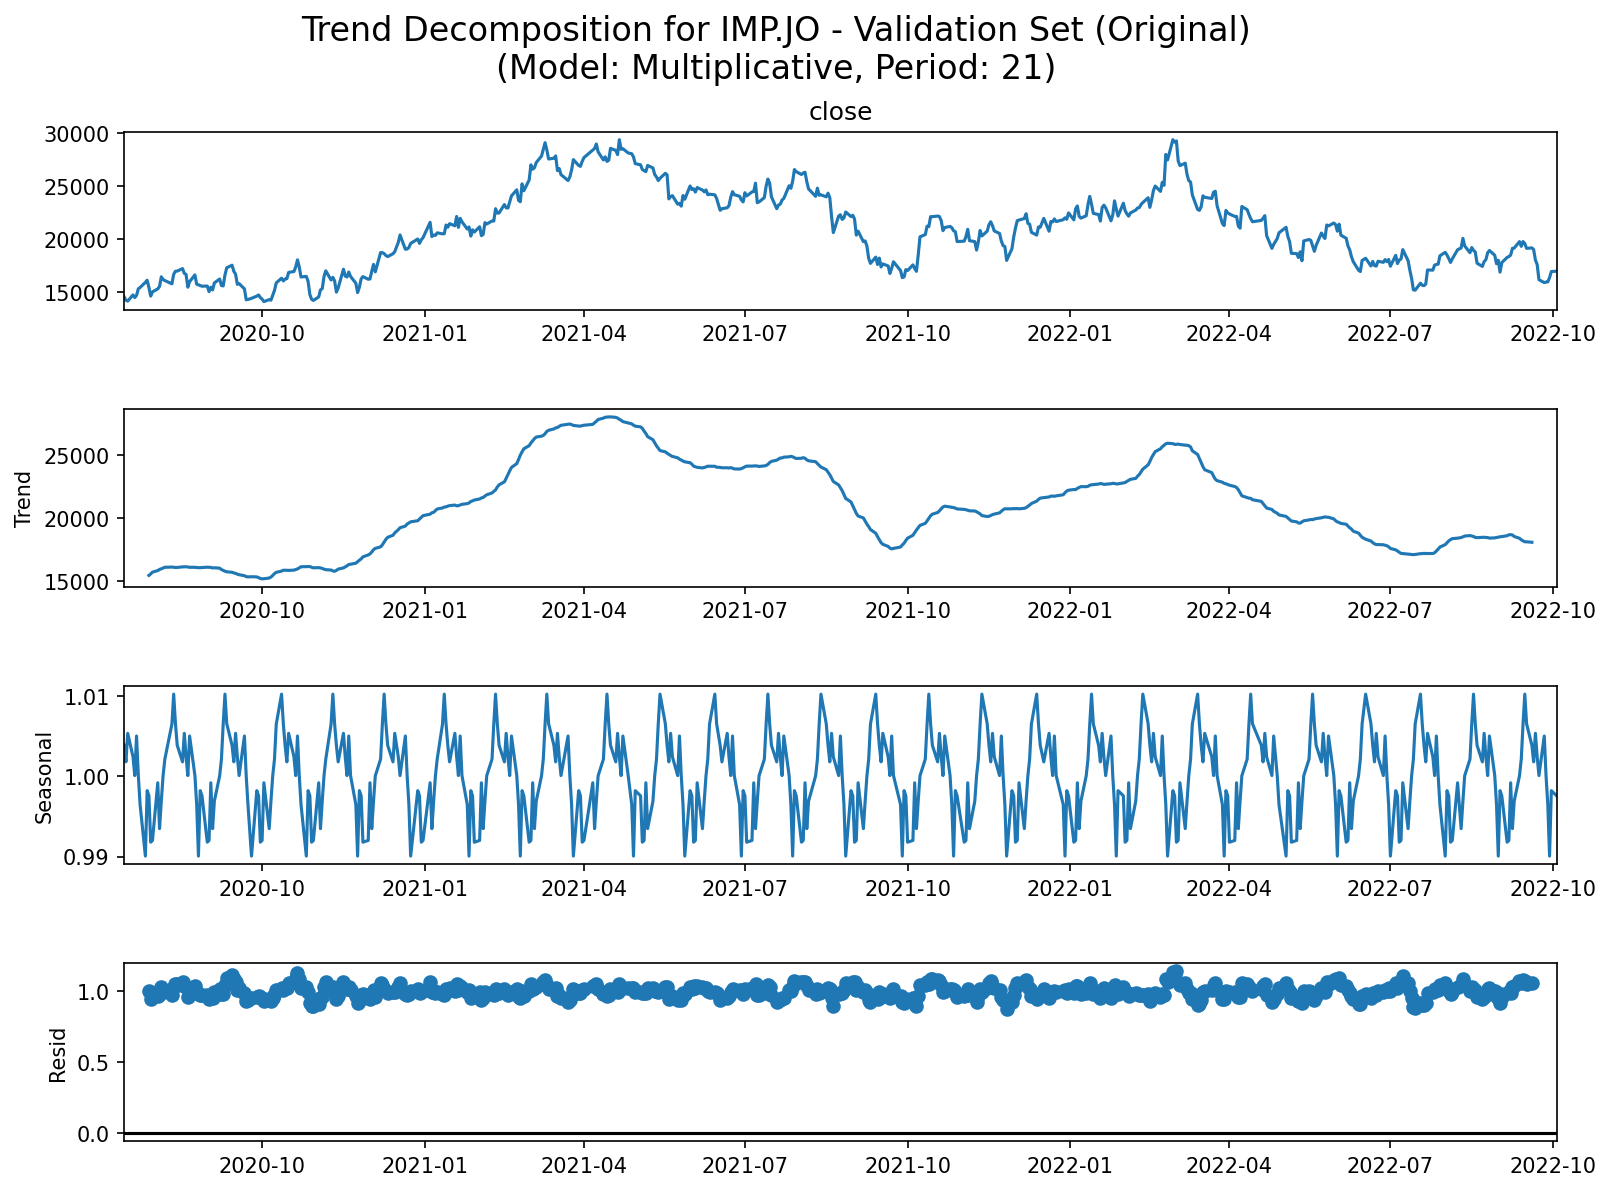 Trend Decomposition for IMP.JO - Validation Set (Original)
(Model: Multiplicative, Period: 21)
close
30000
25000
20000
15000
2020-10 2021-01 2021-04 2021-07 2021-10 2022-01 2022-04 2022-07 2022-10
Trend
25000
20000
15000
2020-10 2021-01 2021-04 2021-07 2021-10 2022-01 2022-04 2022-07 2022-10
Seasonal
1.01
1.00
0.99
2020-10 2021-01 2021-04 2021-07 2021-10 2022-01 2022-04 2022-07 2022-10
Resid
1.0
0.5
0.0
2020-10 2021-01 2021-04 2021-07 2021-10 2022-01 2022-04 2022-07 2022-10